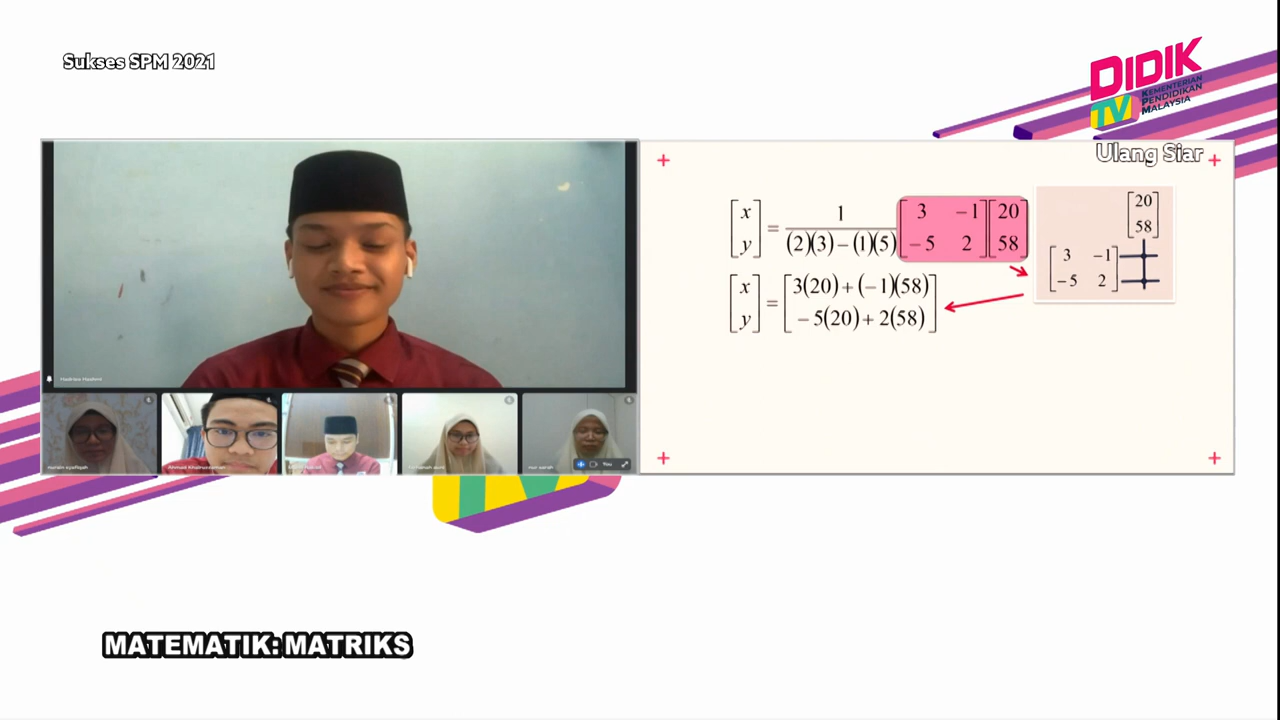 Sukses SPM 2021
DIDIK
TV
KEMENTERIAN
PENDIDIKAN
MALAYSIA
Ulang Siar
[x y] = 1/((2)(3) − (1)(5)) [3 −1; −5 2][20 58]
[20 58]
[3 −1; −5 2]
[x y] = [3(20) + (−1)(58); −5(20) + 2(58)]
You
MATEMATIK: MATRIKS